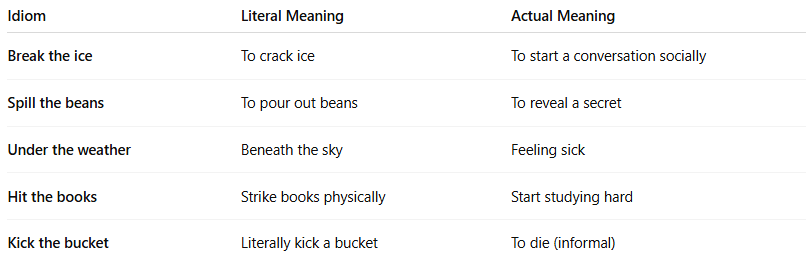 Idiom Literal Meaning Actual Meaning
Break the ice To crack ice To start a conversation socially
Spill the beans To pour out beans To reveal a secret
Under the weather Beneath the sky Feeling sick
Hit the books Strike books physically Start studying hard
Kick the bucket Literally kick a bucket To die (informal)